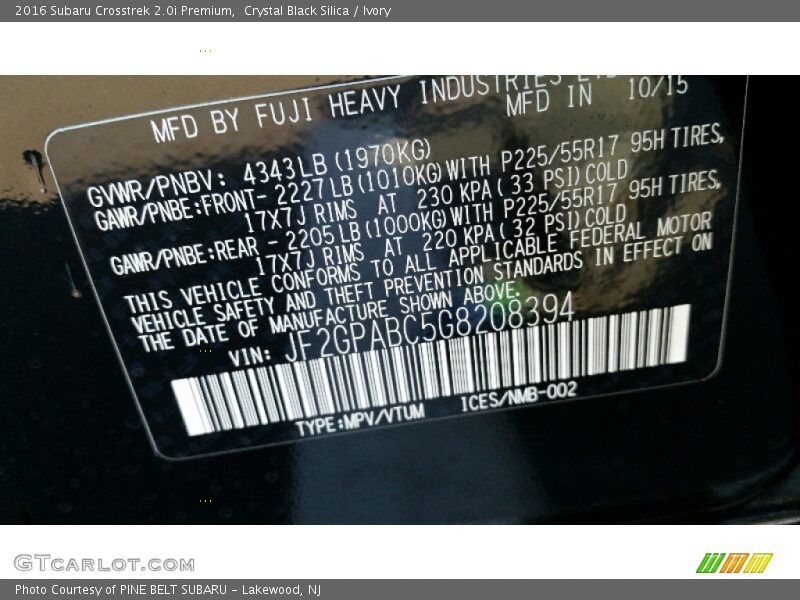 2016 Subaru Crosstrek 2.0i Premium,  Crystal Black Silica / Ivory
MFD BY FUJI HEAVY INDUSTRIES LTD
MFD IN 10/15
GVWR/PNBV: 4343LB (1970KG)
GAWR/PNBE:FRONT- 2227LB(1010KG)WITH P225/55R17 95H TIRES,
17X7J RIMS AT 230 KPA( 33 PSI)COLD
GAWR/PNBE:REAR - 2205LB(1000KG)WITH P225/55R17 95H TIRES,
17X7J RIMS AT 220 KPA( 32 PSI)COLD
THIS VEHICLE CONFORMS TO ALL APPLICABLE FEDERAL MOTOR
VEHICLE SAFETY AND THEFT PREVENTION STANDARDS IN EFFECT ON
THE DATE OF MANUFACTURE SHOWN ABOVE.
VIN: JF2GPABC5G8208394
TYPE:MPV/VTUM ICES/NMB-002
GTcarlot.com
Photo Courtesy of PINE BELT SUBARU - Lakewood, NJ